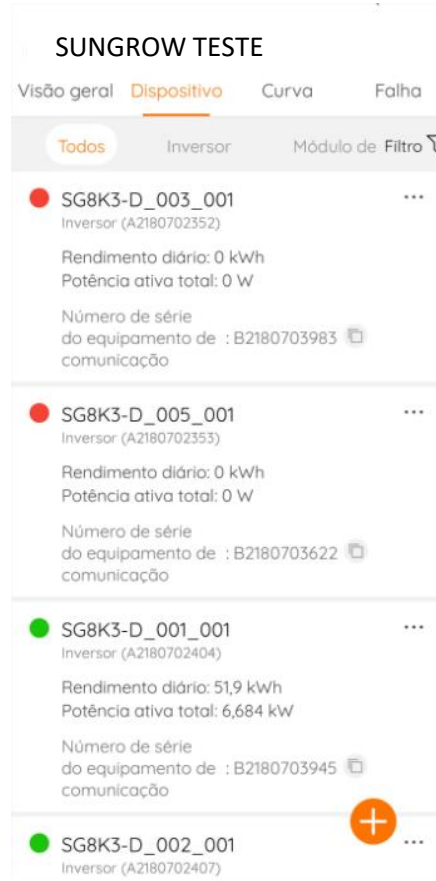 SUNGROW TESTE
Visão geral Dispositivo Curva Falha
Todos Inversor Módulo de Filtro
SG8K3-D_003_001
Inversor (A2180702352)
Rendimento diário: 0 kWh
Potência ativa total: 0 W
Número de série
do equipamento de : B2180703983
comunicação
SG8K3-D_005_001
Inversor (A2180702353)
Rendimento diário: 0 kWh
Potência ativa total: 0 W
Número de série
do equipamento de : B2180703622
comunicação
SG8K3-D_001_001
Inversor (A2180702404)
Rendimento diário: 51,9 kWh
Potência ativa total: 6,684 kW
Número de série
do equipamento de : B2180703945
comunicação
SG8K3-D_002_001
Inversor (A2180702407)